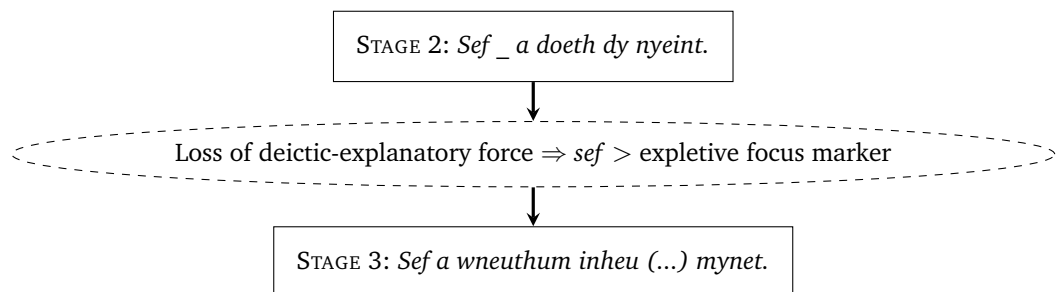 STAGE 2: Sef _ a doeth dy nyeint.
Loss of deictic-explanatory force ⇒ sef > expletive focus marker
STAGE 3: Sef a wneuthum inheu (...) mynet.